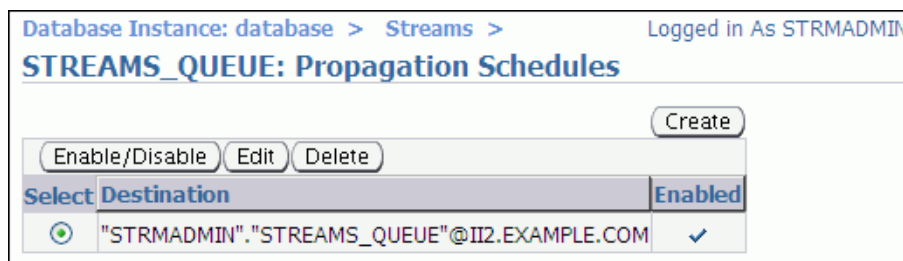 Database Instance: database > Streams > Logged in As STRMADMIN
STREAMS_QUEUE: Propagation Schedules
Create
Enable/Disable Edit Delete
Select Destination Enabled
"STRMADMIN"."STREAMS_QUEUE"@II2.EXAMPLE.COM